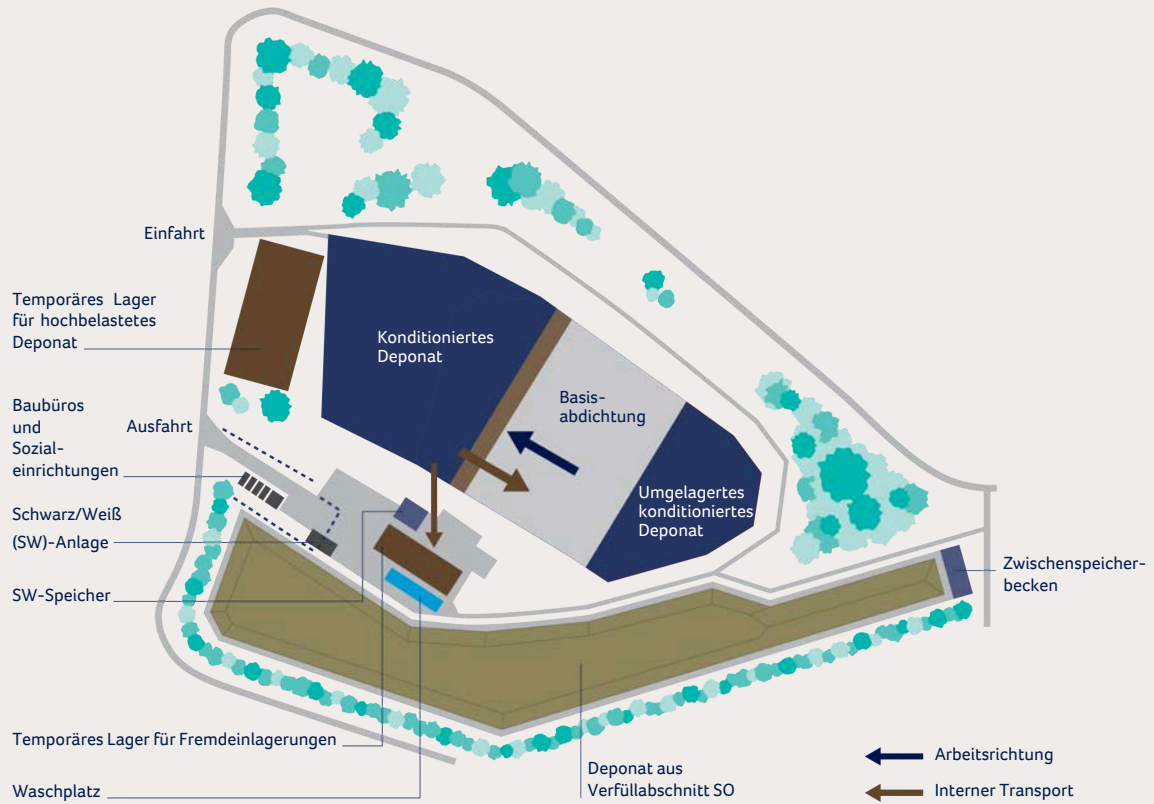 Einfahrt
Temporäres Lager
für hochbelastetes
Deponat
Konditioniertes
Deponat
Basis-
abdichtung
Baubüros
und
Sozial-
einrichtungen
Ausfahrt
Umgelagertes
konditioniertes
Deponat
Schwarz/Weiß
(SW)-Anlage
SW-Speicher
Zwischenspeicher-
becken
Temporäres Lager für Fremdeinlagerungen
Waschplatz
Deponat aus
Verfüllabschnitt SO
Arbeitsrichtung
Interner Transport